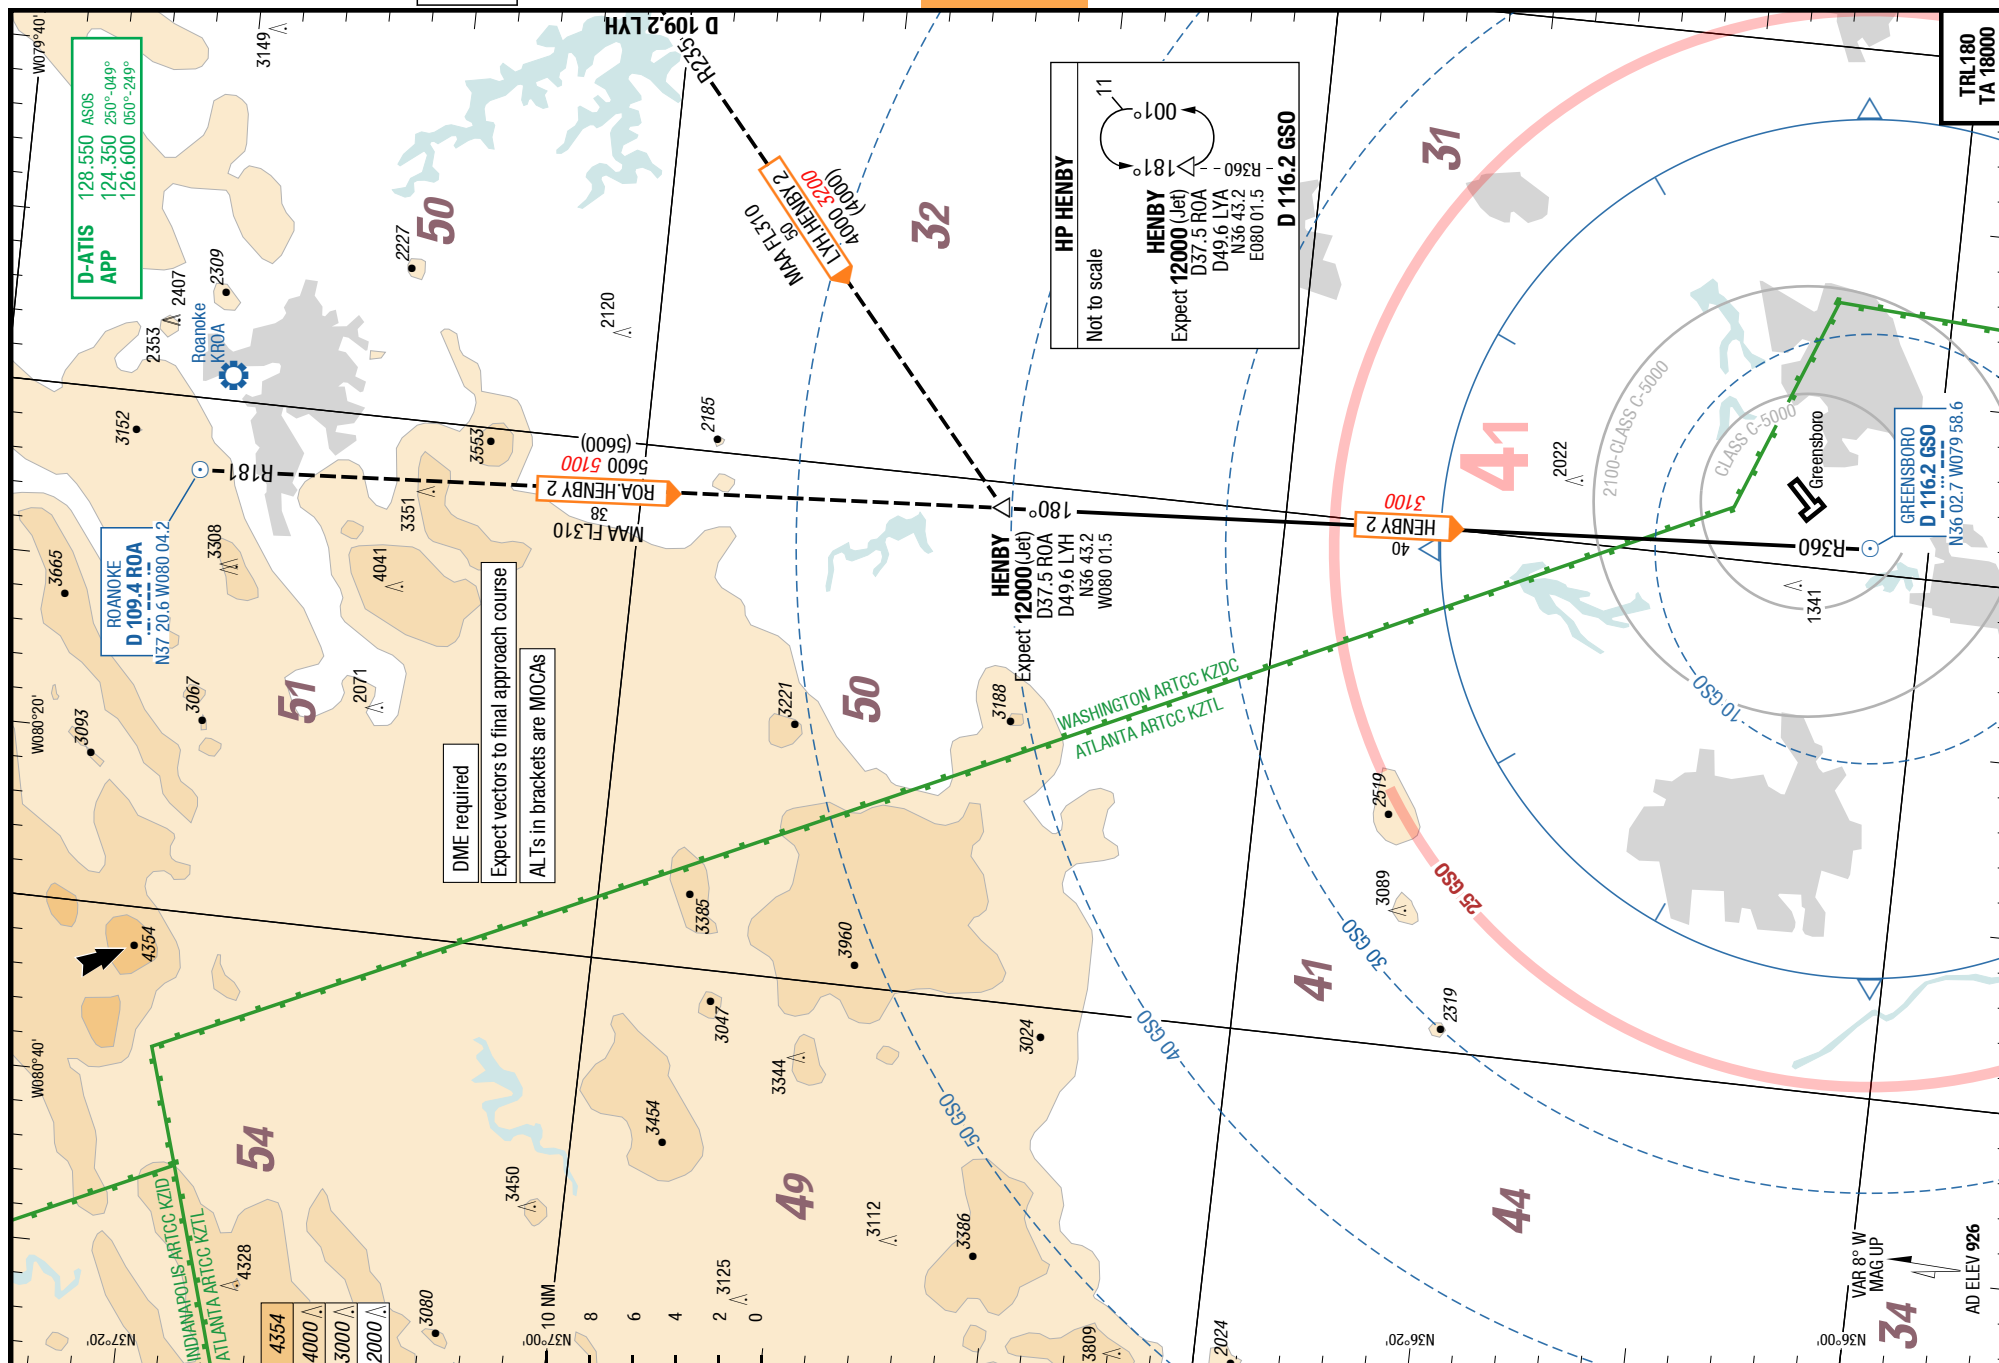 D-ATIS 128.550 ASOS
APP 124.350 250°-049°
126.600 050°-249°
W079°40'
3149
2407
2353
2309
Roanoke
KROA
3152
2227
50
2120
D 109.2 LYH
R235
MAA FL310
50
LYH.HENBY 2
4000 3200
(4000)
32
HP HENBY
Not to scale
11
001°
181°
R360
HENBY
Expect 12000 (Jet)
D37.5 ROA
D49.6 LYA
N36 43.2
E080 01.5
D 116.2 GSO
31
TRL180
TA 18000
R181
3553
3351
3308
4041
2185
5600 5100
(5600)
ROA.HENBY 2
38
MAA FL310
ROANOKE
D 109.4 ROA
N37 20.6 W080 04.2
3665
3067
3093
W080°20'
51
2071
DME required
Expect vectors to final approach course
ALTs in brackets are MOCAs
HENBY
Expect 12000 (Jet)
D37.5 ROA
D49.6 LYH
N36 43.2
W080 01.5
180°
3100
HENBY 2
40
R360
41
2022
2100-CLASS C-5000
CLASS C-5000
Greensboro
1341
GREENSBORO
D 116.2 GSO
N36 02.7 W079 58.6
10 GSO
3221
50
3188
WASHINGTON ARTCC KZDC
ATLANTA ARTCC KZTL
2519
3089
25 GSO
30 GSO
40 GSO
50 GSO
41
2319
4354
3385
3960
3047
3024
3344
3454
W080°40'
54
3450
49
3112
3386
44
INDIANAPOLIS ARTCC KZID
ATLANTA ARTCC KZTL
4328
3080
3125
3809
2024
4354
4000
3000
2000
10 NM
8
6
4
2
0
N37°20'
N37°00'
N36°20'
N36°00'
34
VAR 8° W
MAG UP
AD ELEV 926